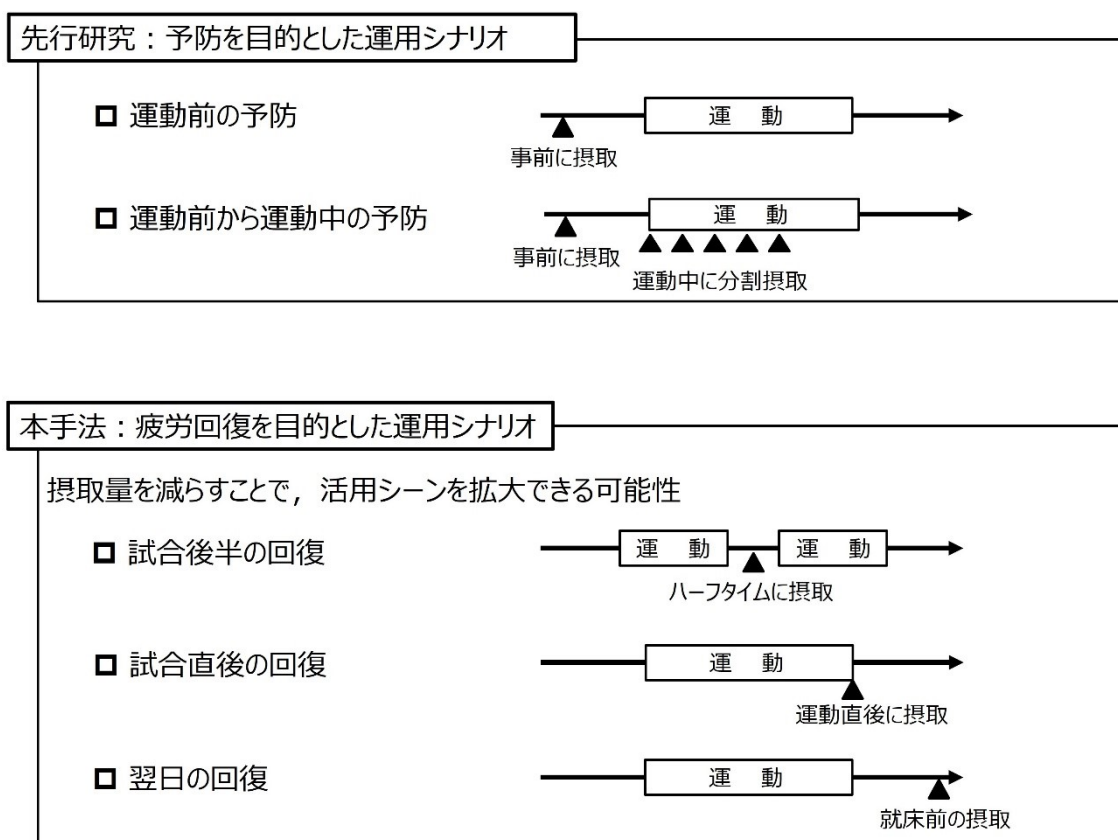 先行研究：予防を目的とした運用シナリオ
運動前の予防
運　動
事前に摂取
運動前から運動中の予防
運　動
事前に摂取
運動中に分割摂取
本手法：疲労回復を目的とした運用シナリオ
摂取量を減らすことで，活用シーンを拡大できる可能性
試合後半の回復
運　動
運　動
ハーフタイムに摂取
試合直後の回復
運　動
運動直後に摂取
翌日の回復
運　動
就床前の摂取